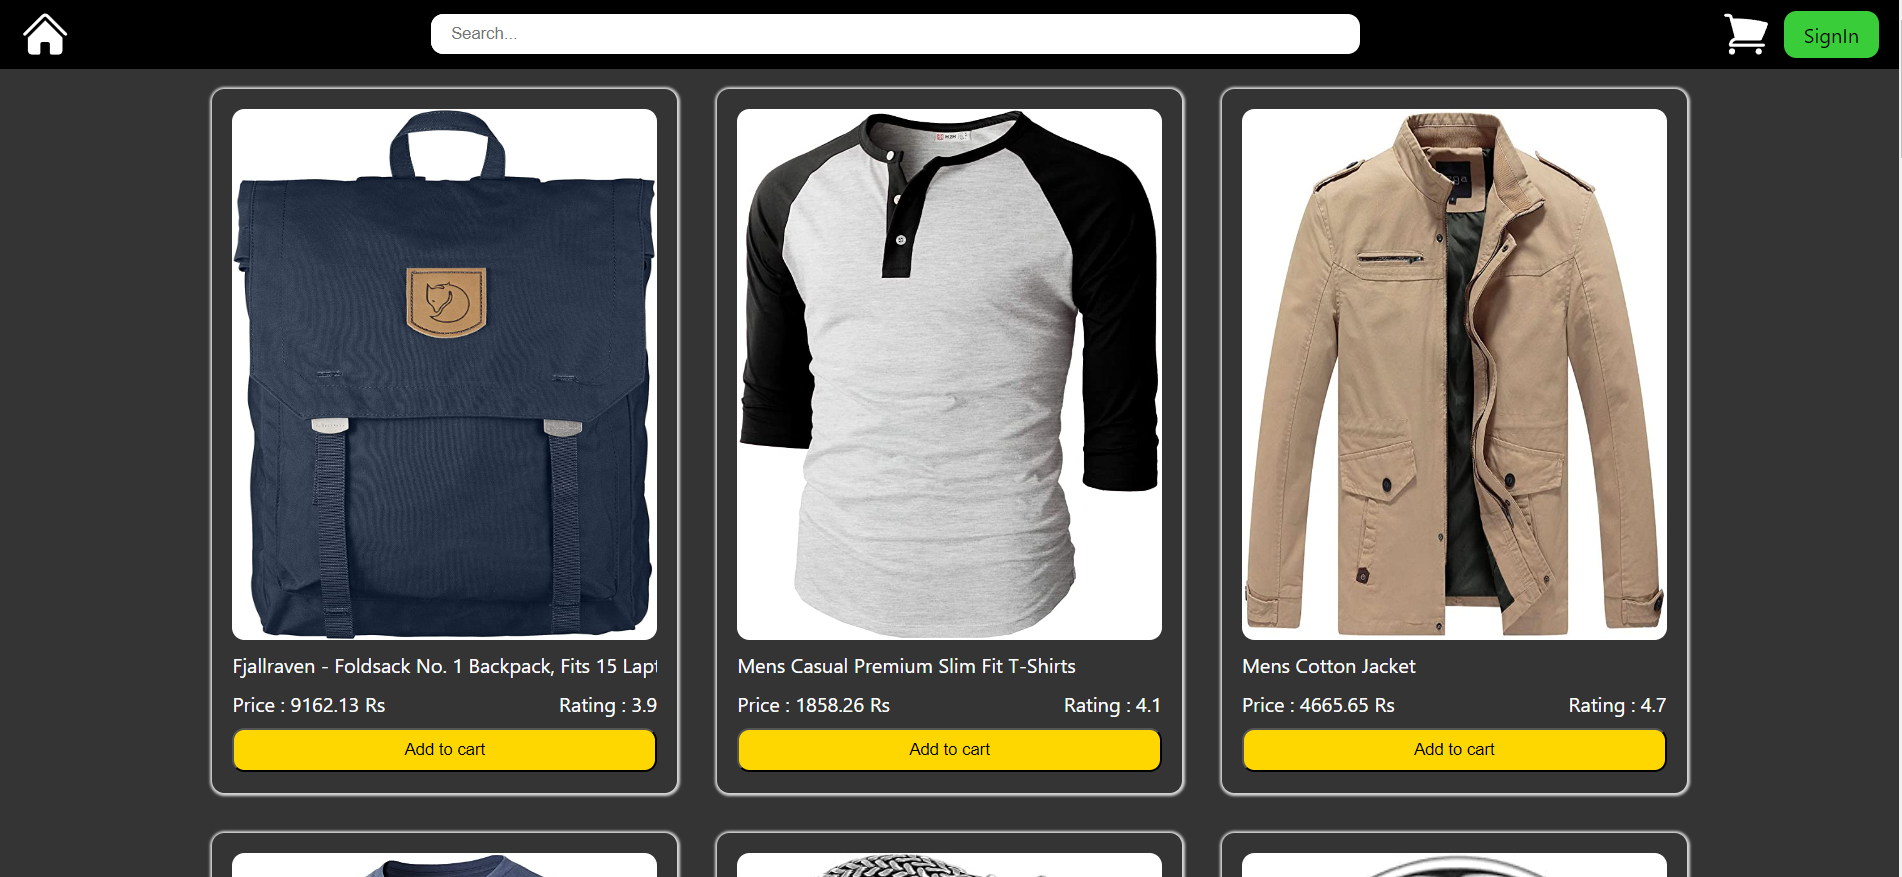 Search...
SignIn
Fjallraven - Foldsack No. 1 Backpack, Fits 15 Lapt
Price : 9162.13 Rs
Rating : 3.9
Add to cart
Mens Casual Premium Slim Fit T-Shirts
Price : 1858.26 Rs
Rating : 4.1
Add to cart
Mens Cotton Jacket
Price : 4665.65 Rs
Rating : 4.7
Add to cart